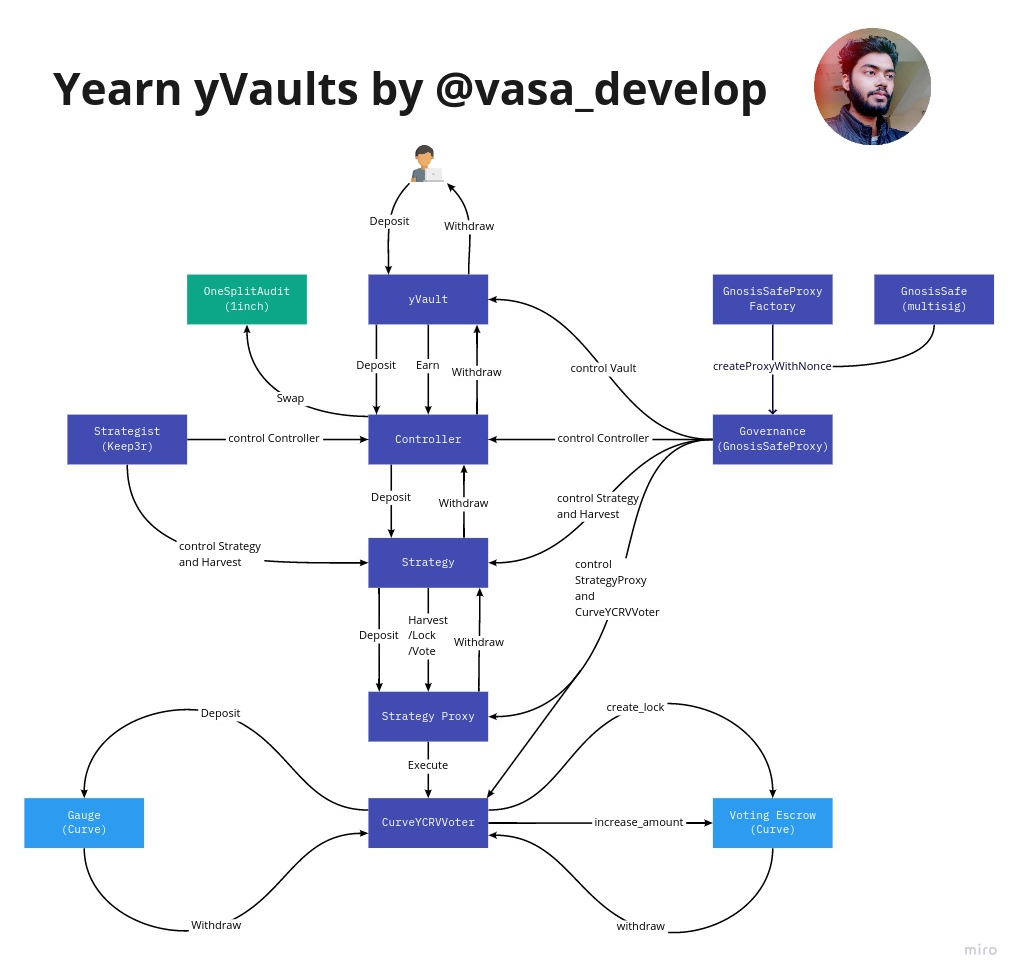 Yearn yVaults by @vasa_develop
Deposit
Withdraw
OneSplitAudit
(1inch)
yVault
GnosisSafeProxy
Factory
GnosisSafe
(multisig)
Deposit
Earn
Withdraw
control Vault
createProxyWithNonce
Swap
Strategist
(Keep3r)
control Controller
Controller
control Controller
Governance
(GnosisSafeProxy)
Deposit
Withdraw
control Strategy
and Harvest
control Strategy
and Harvest
Strategy
control
StrategyProxy
and
CurveYCRVVoter
Deposit
Harvest
/Lock
/Vote
Withdraw
Strategy Proxy
Deposit
create_lock
Execute
Gauge
(Curve)
CurveYCRVVoter
increase_amount
Voting Escrow
(Curve)
Withdraw
withdraw
miro